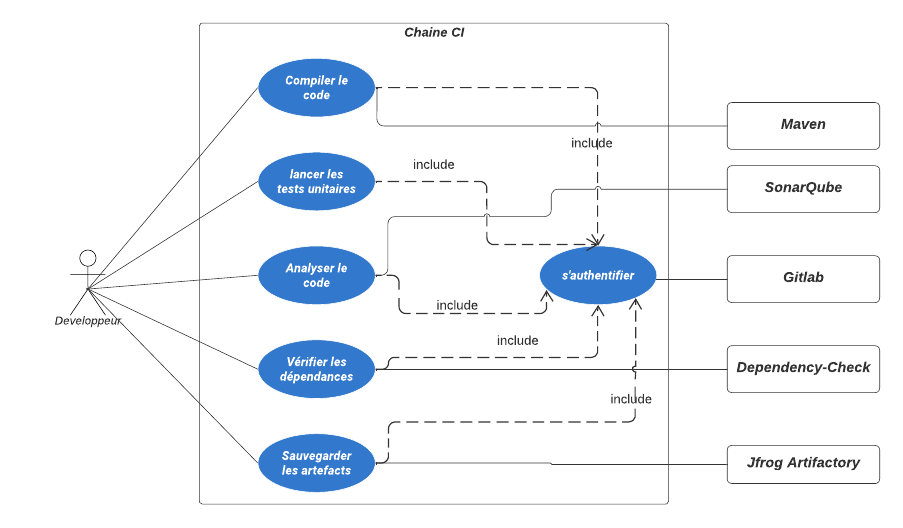 Chaine CI
Compiler le
code
Maven
include
include
lancer les
tests unitaires
SonarQube
Analyser le
code
s'authentifier
Gitlab
include
Developpeur
include
Vérifier les
dépendances
Dependency-Check
include
Sauvegarder
les artefacts
Jfrog Artifactory